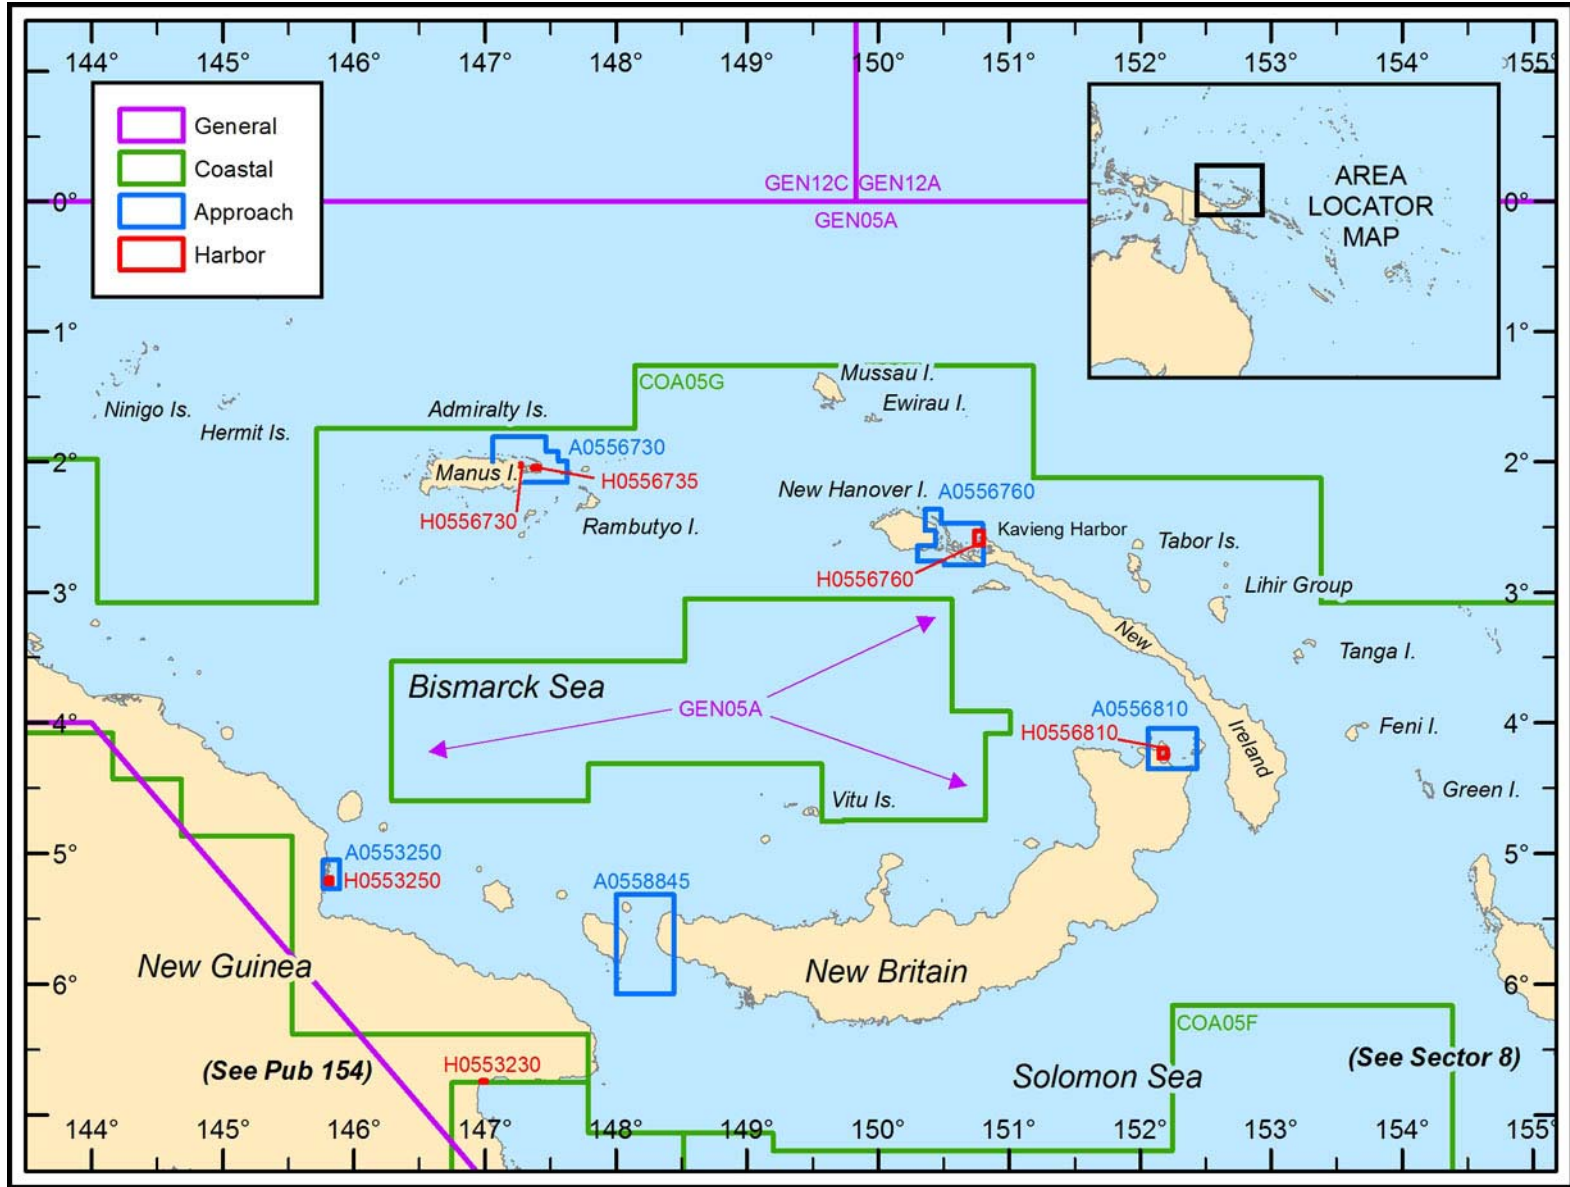 144° 145° 146° 147° 148° 149° 150° 151° 152° 153° 154° 155°
General
Coastal
Approach
Harbor
AREA
LOCATOR
MAP
GEN12C GEN12A
0° 0°
GEN05A
1° 1°
COA05G
Mussau I.
Ewirau I.
Ninigo Is.
Hermit Is.
Admiralty Is.
A0556730
2° 2°
Manus I.
H0556735
H0556730
Rambutyo I.
New Hanover I.
A0556760
Kavieng Harbor
H0556760
Tabor Is.
Lihir Group
3° 3°
New
Ireland
Tanga I.
Bismarck Sea
GEN05A
A0556810
H0556810
4° 4°
Feni I.
Green I.
Vitu Is.
A0553250
H0553250
5° 5°
A0558845
New Guinea
New Britain
6° 6°
COA05F
(See Sector 8)
(See Pub 154)
H0553230
Solomon Sea
144° 145° 146° 147° 148° 149° 150° 151° 152° 153° 154° 155°